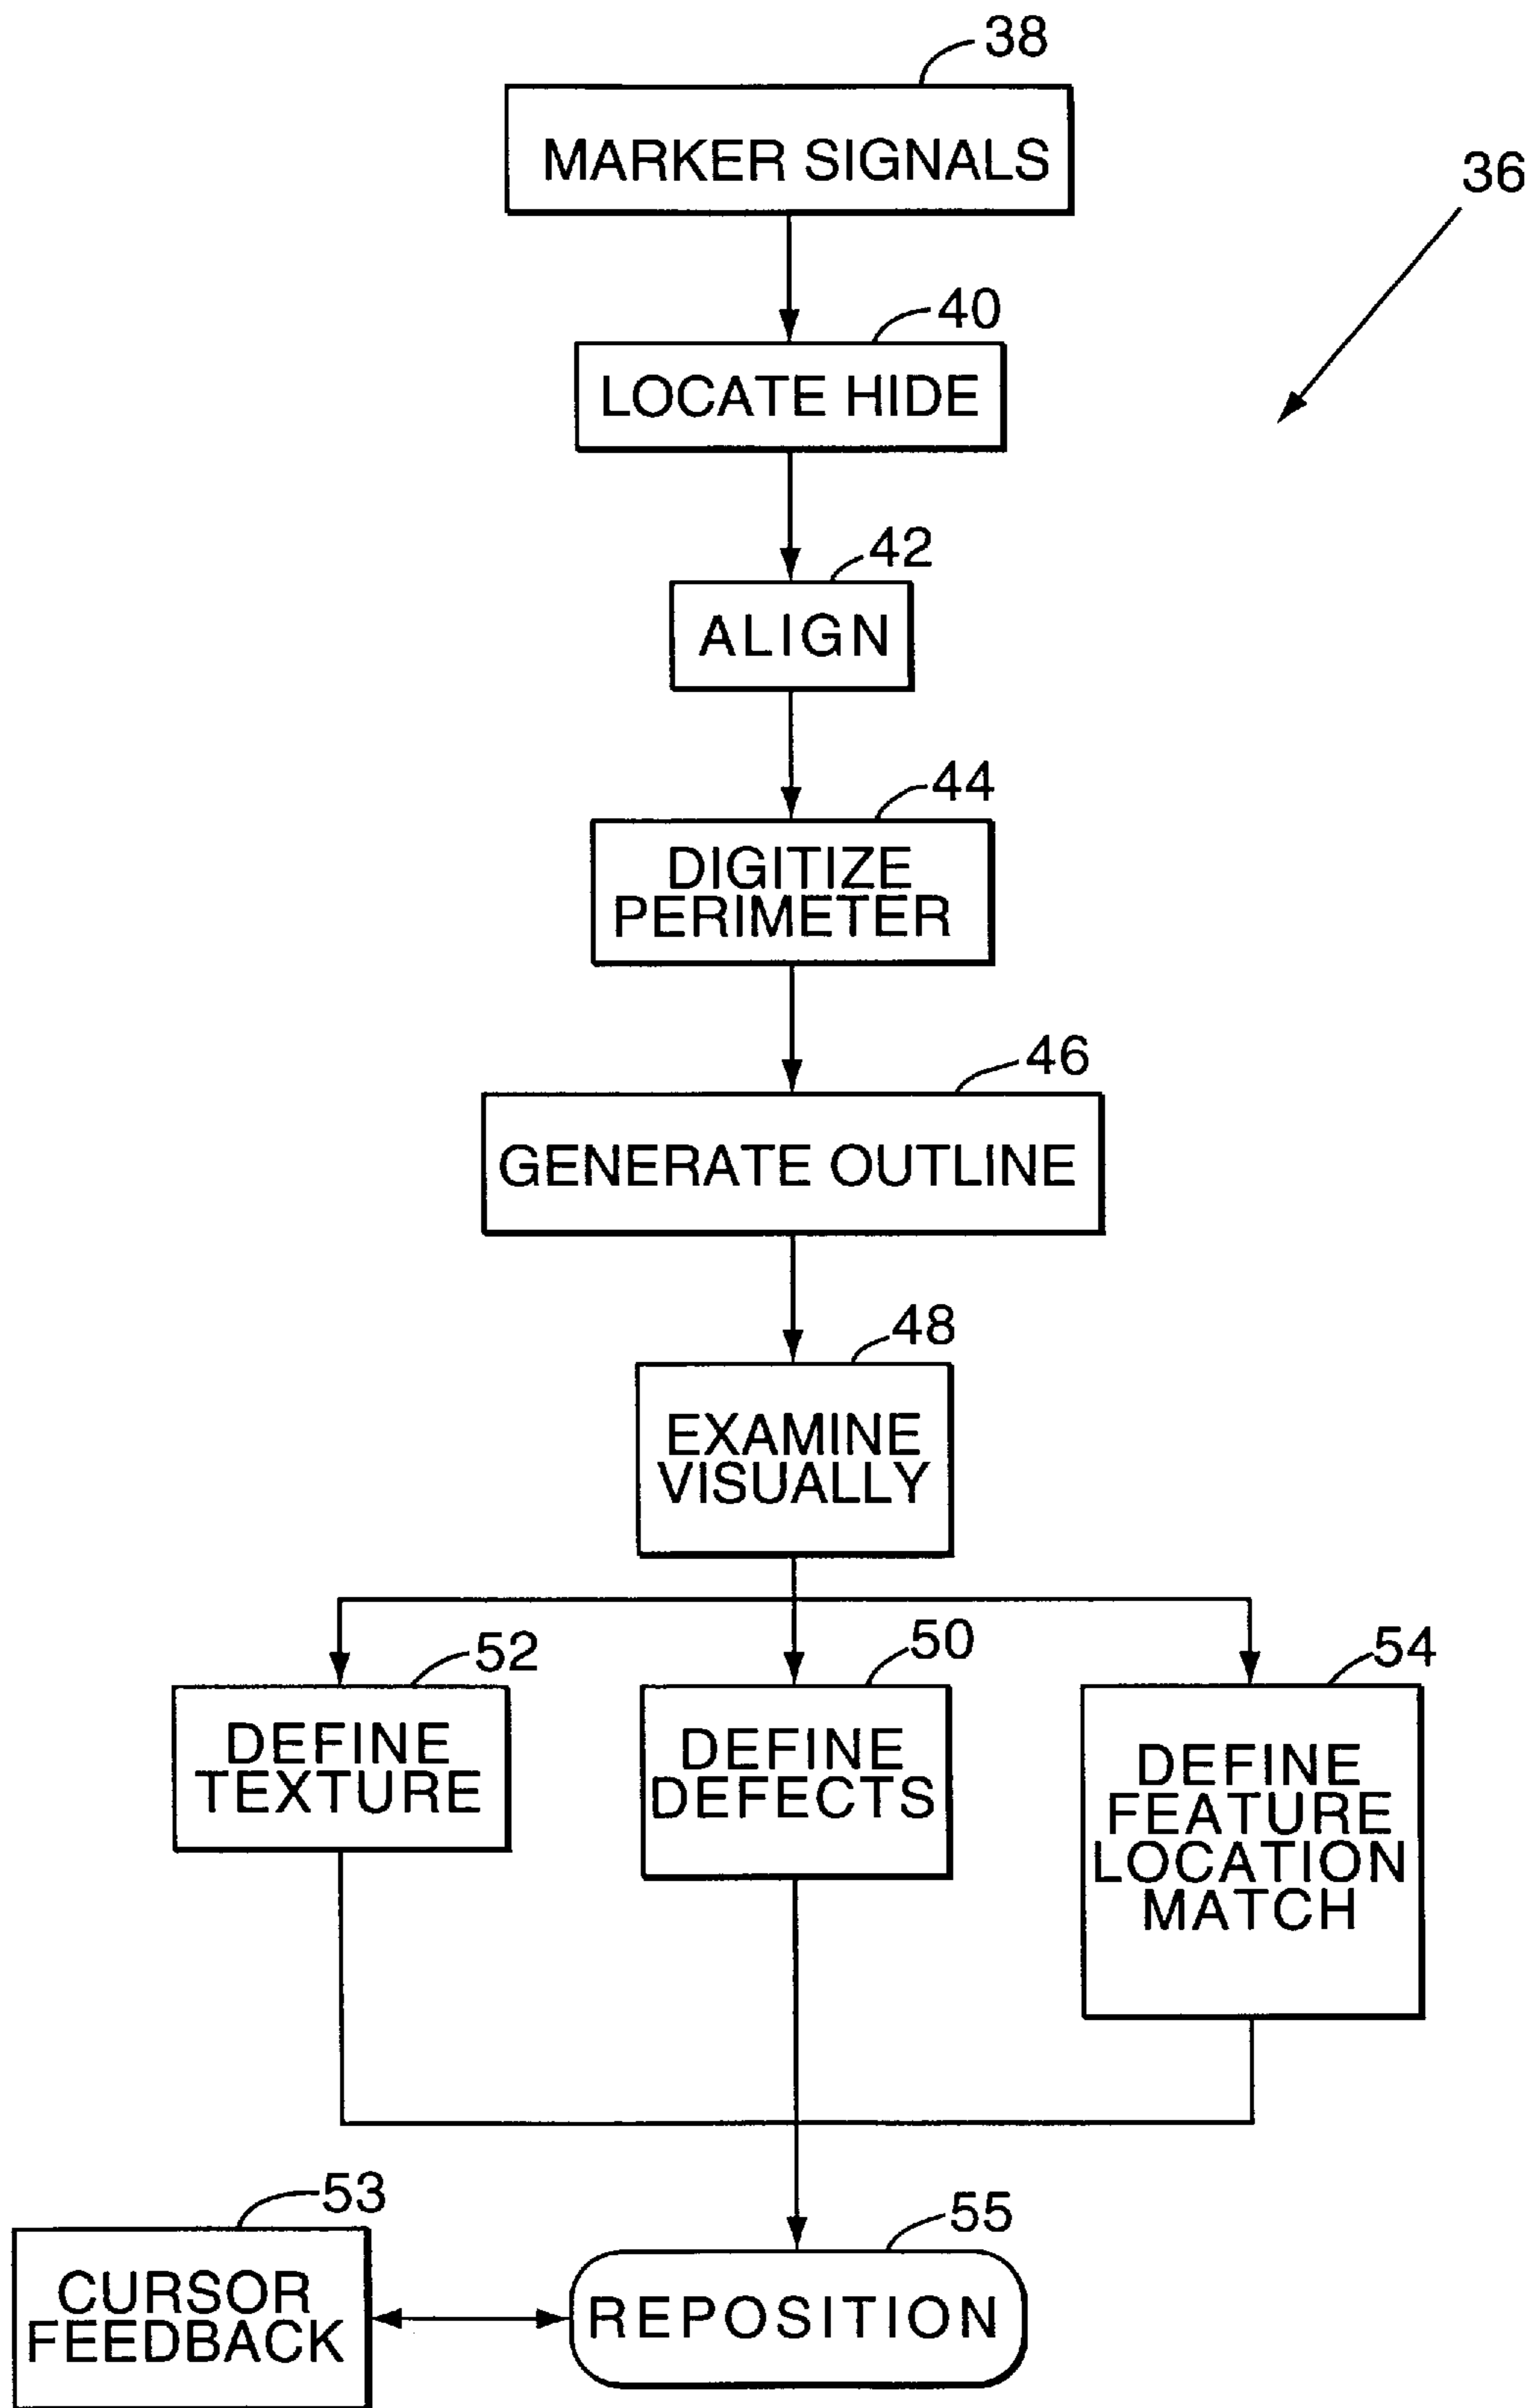 38
MARKER SIGNALS
36
40
LOCATE HIDE
42
ALIGN
44
DIGITIZE
PERIMETER
46
GENERATE OUTLINE
48
EXAMINE
VISUALLY
52
DEFINE
TEXTURE
50
DEFINE
DEFECTS
54
DEFINE
FEATURE
LOCATION
MATCH
53
CURSOR
FEEDBACK
55
REPOSITION